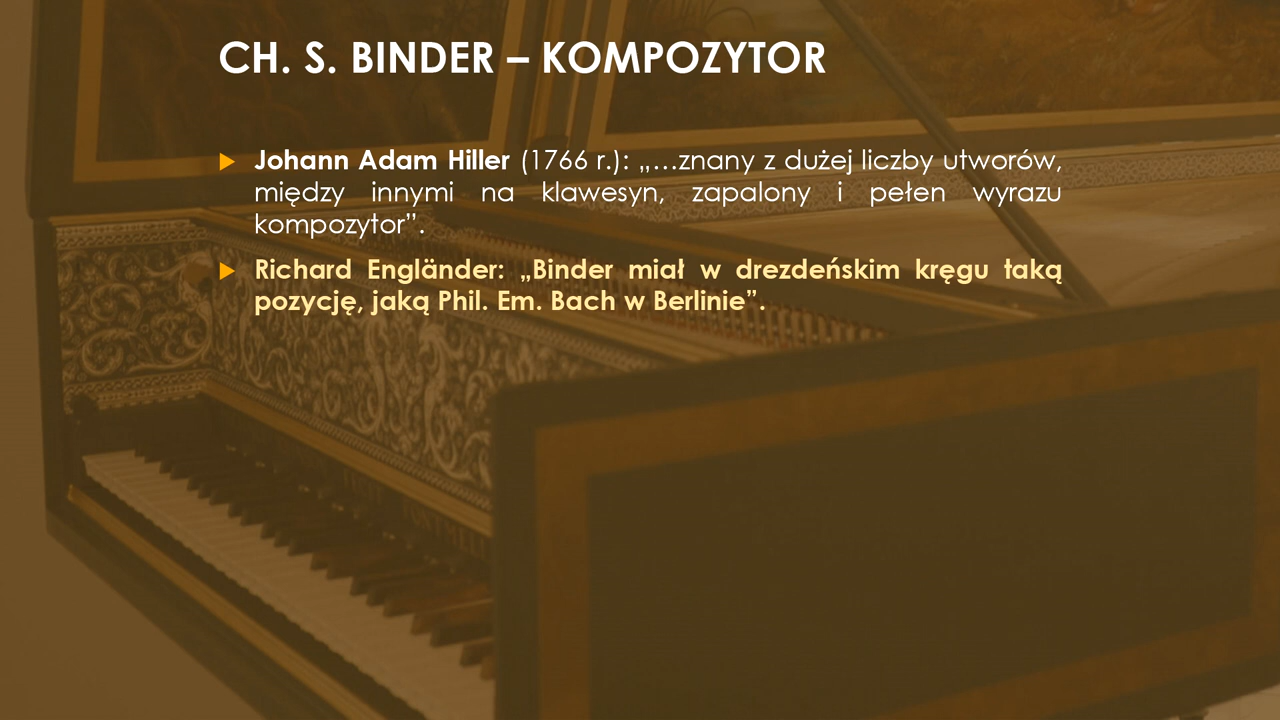 CH. S. BINDER – KOMPOZYTOR
Johann Adam Hiller (1766 r.): „…znany z dużej liczby utworów,
między innymi na klawesyn, zapalony i pełen wyrazu
kompozytor”.
Richard Engländer: „Binder miał w drezdeńskim kręgu taką
pozycję, jaką Phil. Em. Bach w Berlinie”.